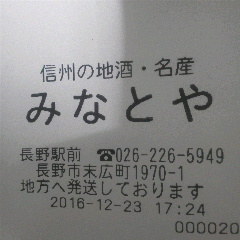 信州の地酒・名産
みなとや
長野駅前 ☎026-226-5949
長野市末広町1970-1
地方へ発送しております
2016-12-23 17:24
000020